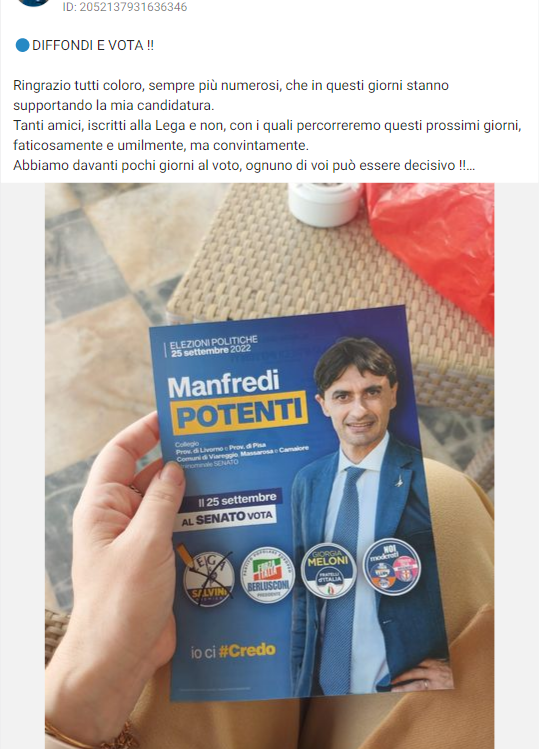 ID: 2052137931636346
🔵DIFFONDI E VOTA !!
Ringrazio tutti coloro, sempre più numerosi, che in questi giorni stanno
supportando la mia candidatura.
Tanti amici, iscritti alla Lega e non, con i quali percorreremo questi prossimi giorni,
faticosamente e umilmente, ma convintamente.
Abbiamo davanti pochi giorni al voto, ognuno di voi può essere decisivo !!...
ELEZIONI POLITICHE
25 settembre 2022
Manfredi
POTENTI
Collegio
Prov. di Livorno e Prov. di Pisa
Comuni di Viareggio Massarosa e Camaiore
SENATO
Il 25 settembre
AL SENATO VOTA
LEGA
SALVINI
FORZA
ITALIA
BERLUSCONI
PRESIDENTE
GIORGIA
MELONI
FRATELLI
d'ITALIA
NOI
moderati
io ci #Credo